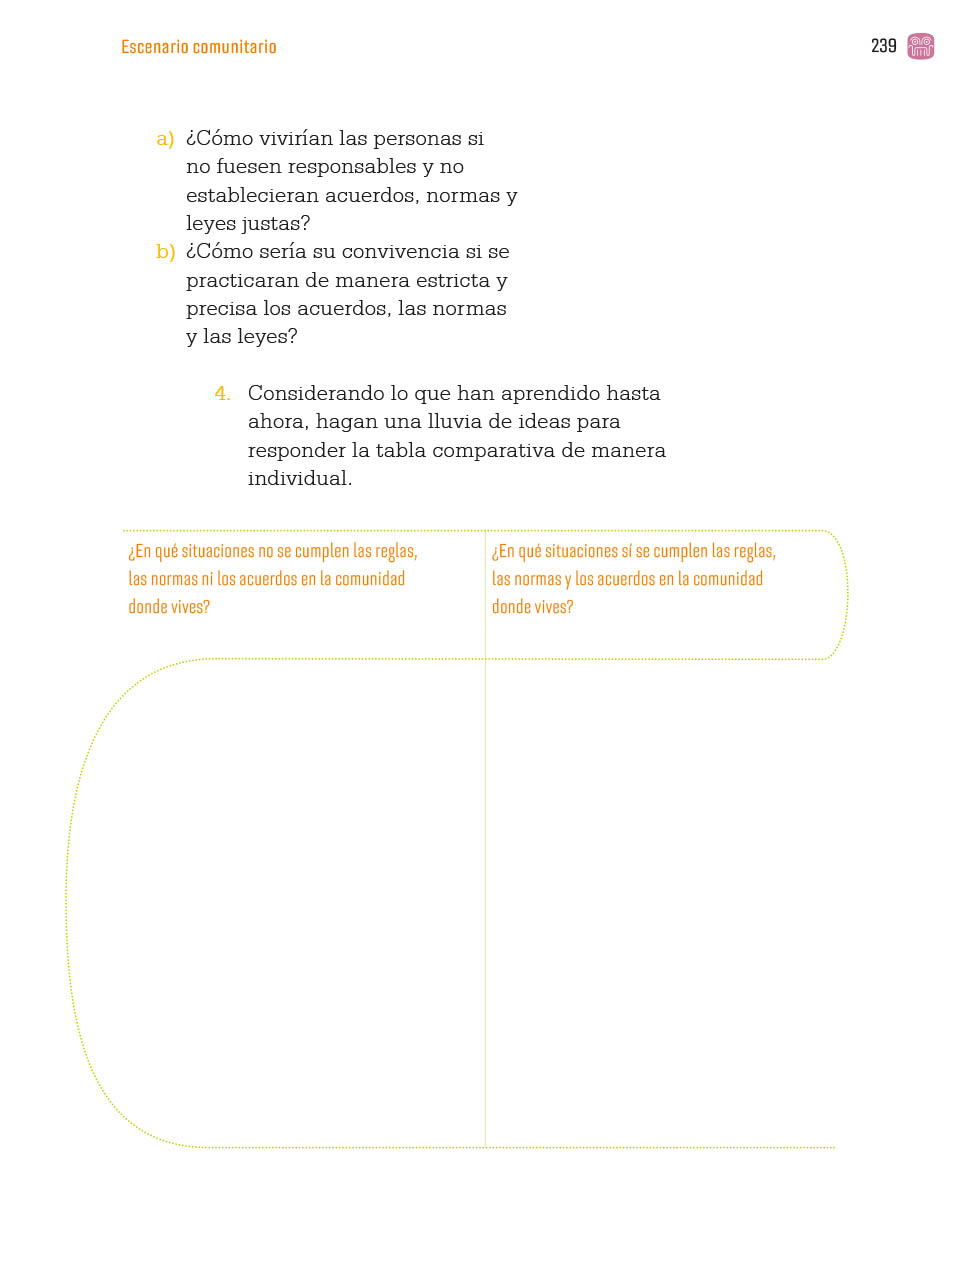 Escenario comunitario
239
a) ¿Cómo vivirían las personas si
no fuesen responsables y no
establecieran acuerdos, normas y
leyes justas?
b) ¿Cómo sería su convivencia si se
practicaran de manera estricta y
precisa los acuerdos, las normas
y las leyes?
4. Considerando lo que han aprendido hasta
ahora, hagan una lluvia de ideas para
responder la tabla comparativa de manera
individual.
¿En qué situaciones no se cumplen las reglas,
las normas ni los acuerdos en la comunidad
donde vives?
¿En qué situaciones sí se cumplen las reglas,
las normas y los acuerdos en la comunidad
donde vives?